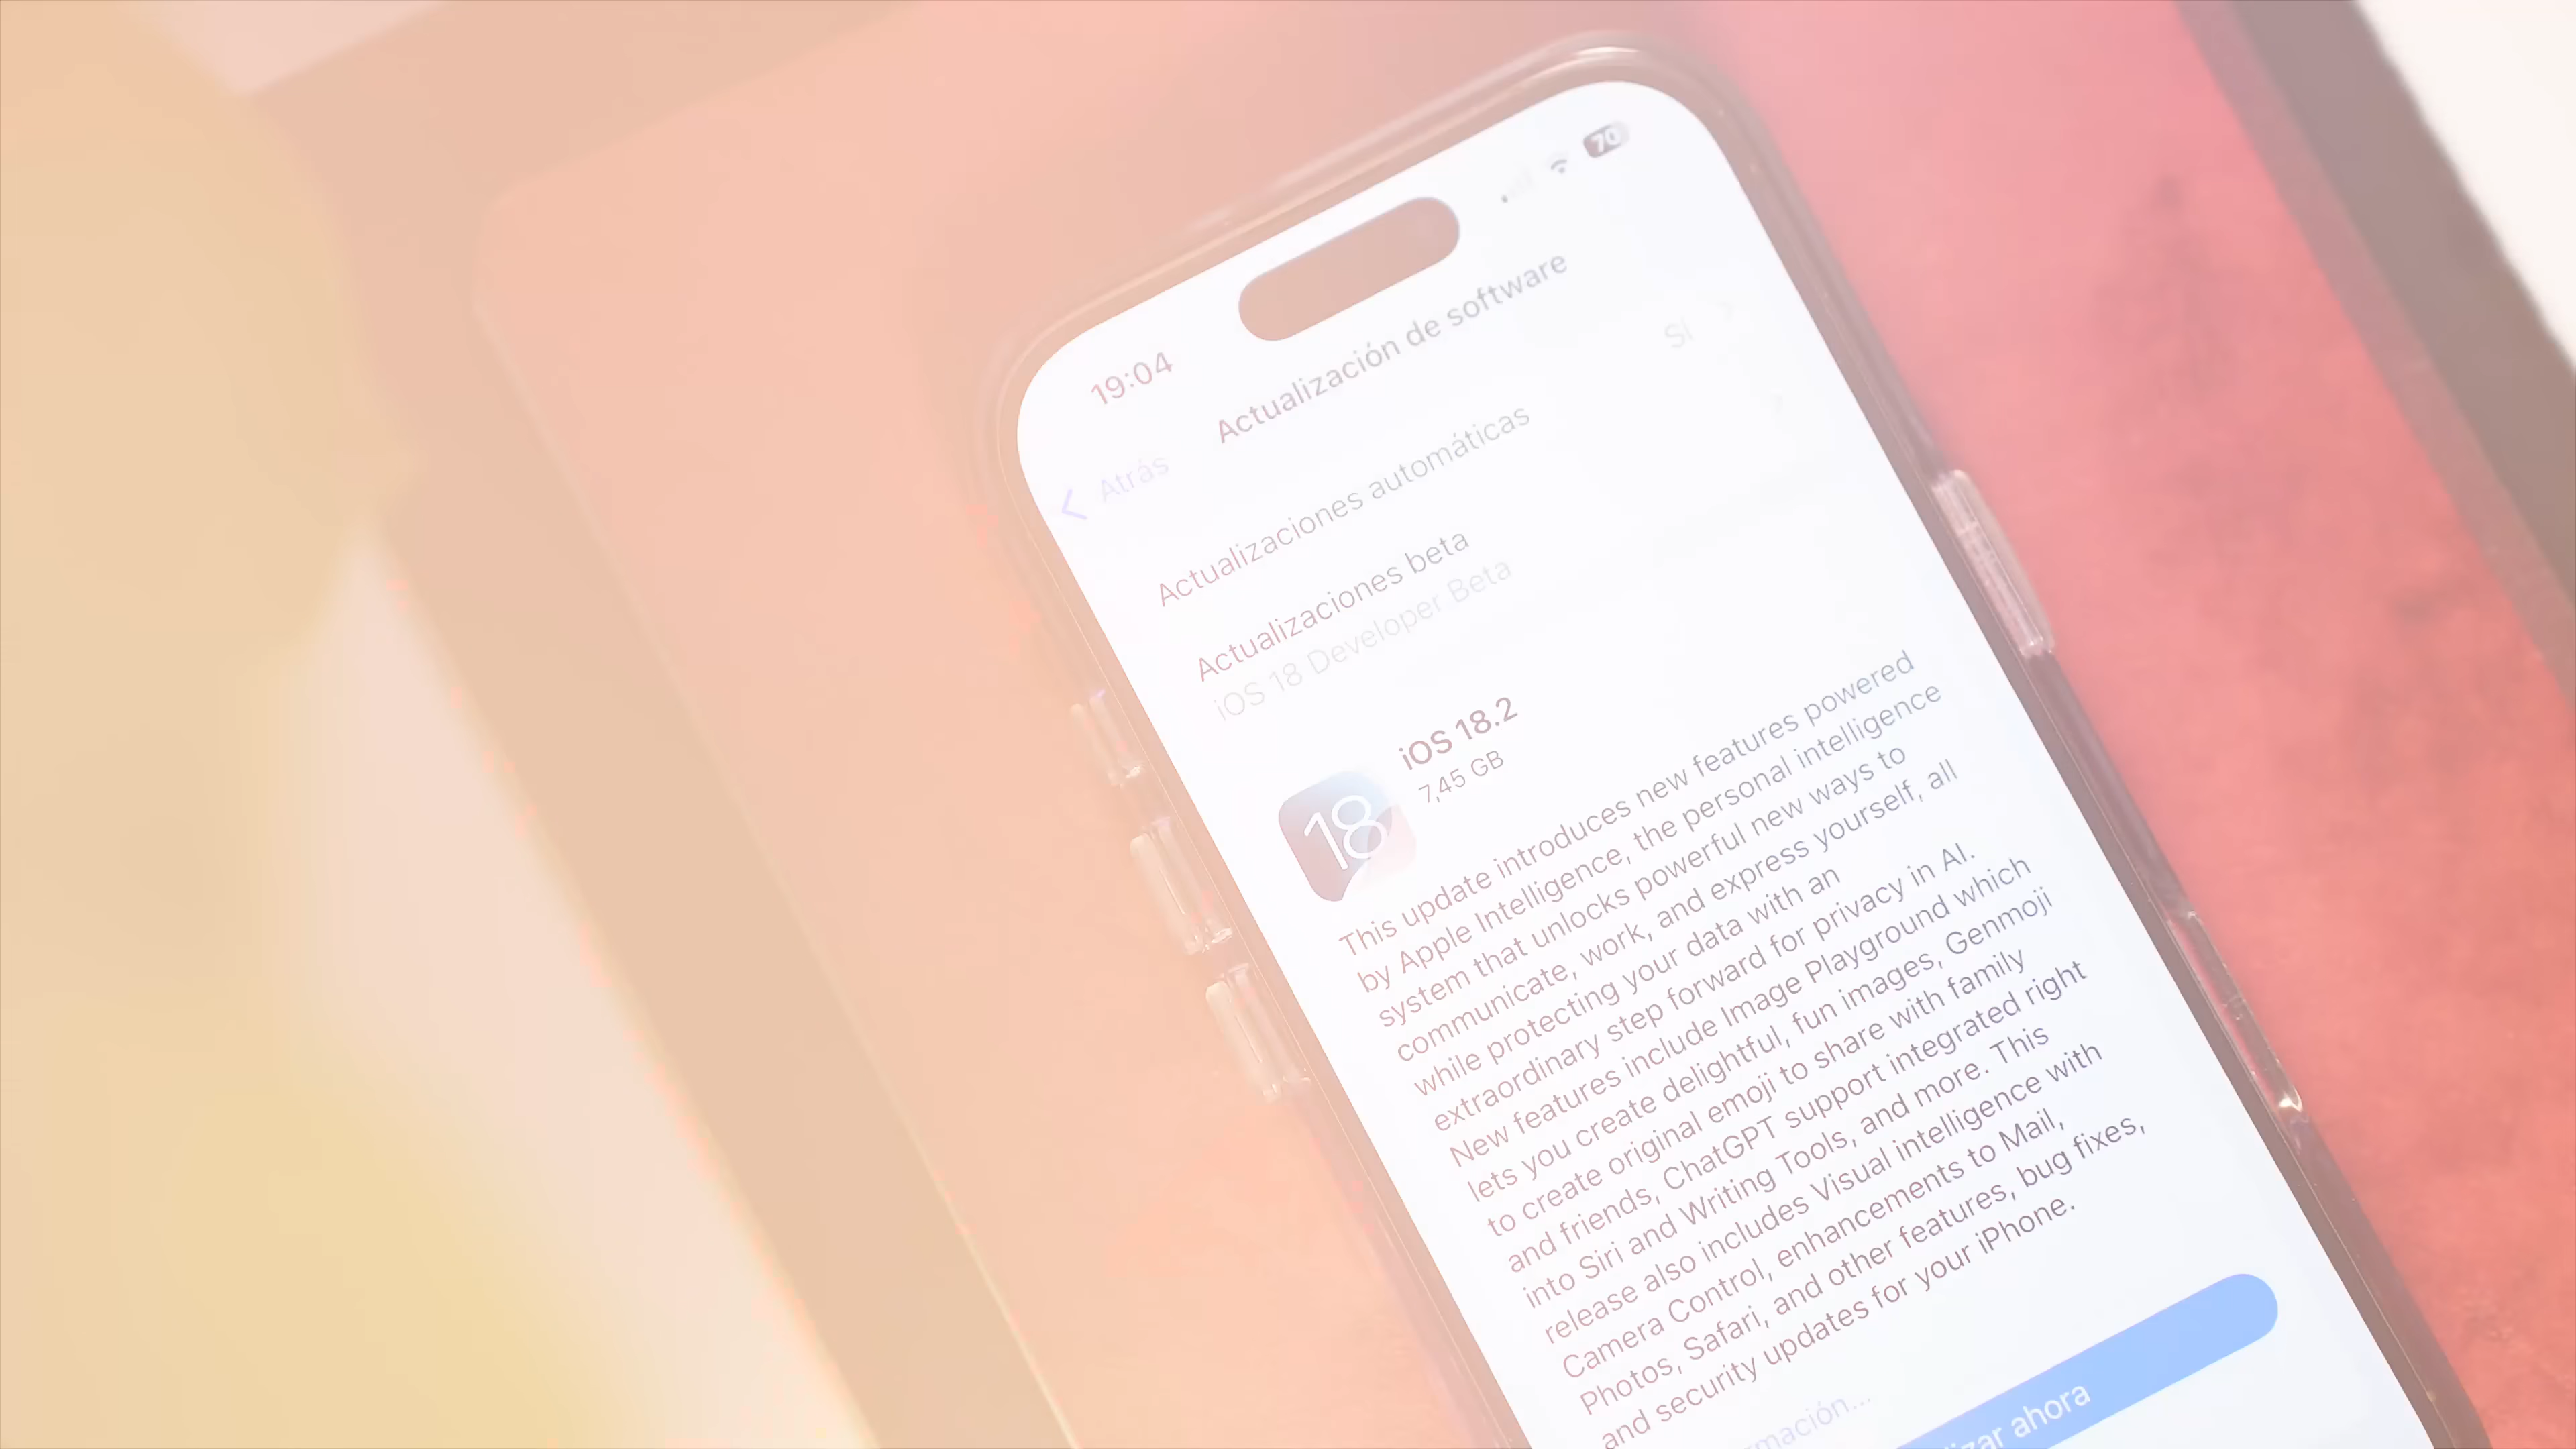 19:04
70
Atrás
Actualización de software
Actualizaciones automáticas
Sí
Actualizaciones beta
iOS 18 Developer Beta
18
iOS 18.2
7,45 GB
This update introduces new features powered
by Apple Intelligence, the personal intelligence
system that unlocks powerful new ways to
communicate, work, and express yourself, all
while protecting your data with an
extraordinary step forward for privacy in AI.
New features include Image Playground which
lets you create delightful, fun images, Genmoji
to create original emoji to share with family
and friends, ChatGPT support integrated right
into Siri and Writing Tools, and more. This
release also includes Visual intelligence with
Camera Control, enhancements to Mail,
Photos, Safari, and other features, bug fixes,
and security updates for your iPhone.
ahora